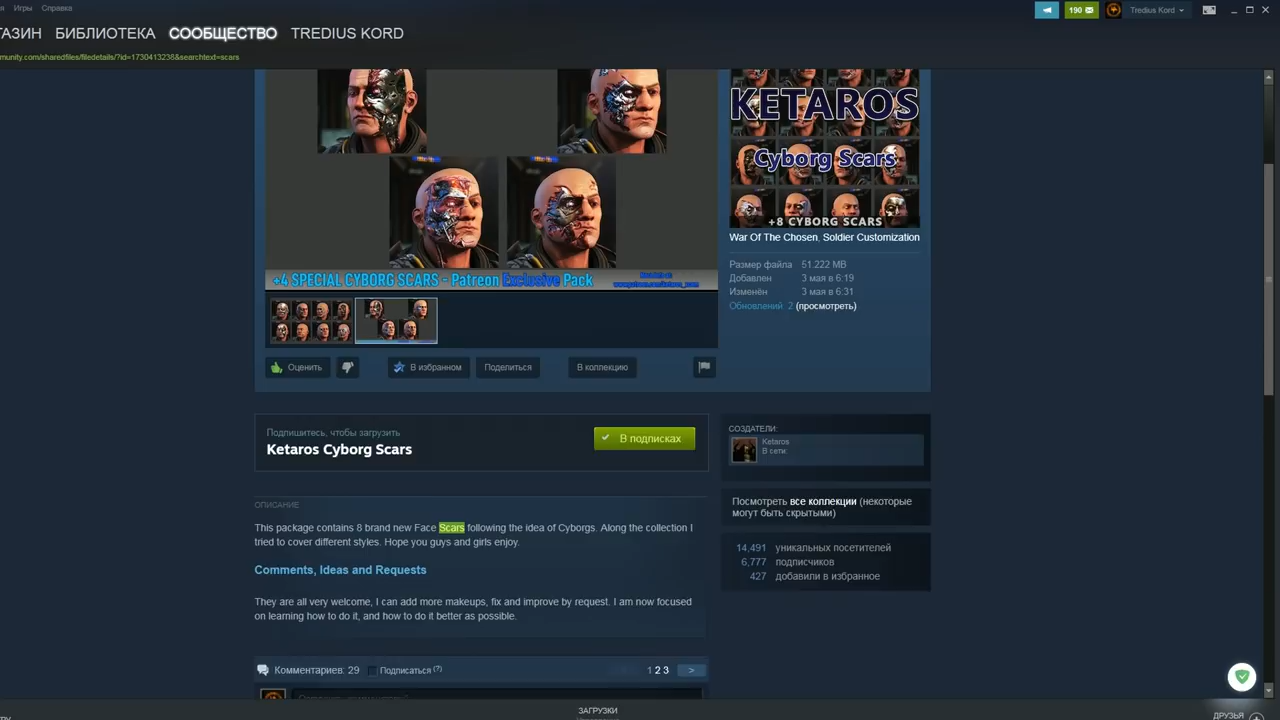 Игры Справка
190
Tredius Kord
АЗИН БИБЛИОТЕКА СООБЩЕСТВО TREDIUS KORD
munity.com/sharedfiles/filedetails/?id=1730413238&searchtext=scars
KETAROS
Cyborg Scars
+8 CYBORG SCARS
War Of The Chosen, Soldier Customization
Размер файла 51.222 MB
Добавлен 3 мая в 6:19
Изменён 3 мая в 6:31
Обновлений: 2 (просмотреть)
+4 SPECIAL CYBORG SCARS - Patreon Exclusive Pack
Оценить
В избранном
Поделиться
В коллекцию
Подпишитесь, чтобы загрузить
Ketaros Cyborg Scars
В подписках
СОЗДАТЕЛИ:
Ketaros
В сети:
Посмотреть все коллекции (некоторые
могут быть скрытыми)
14,491 уникальных посетителей
6,777 подписчиков
427 добавили в избранное
ОПИСАНИЕ
This package contains 8 brand new Face Scars following the idea of Cyborgs. Along the collection I
tried to cover different styles. Hope you guys and girls enjoy.
Comments, Ideas and Requests
They are all very welcome, I can add more makeups, fix and improve by request. I am now focused
on learning how to do it, and how to do it better as possible.
Комментариев: 29 Подписаться (?)
1 2 3 >
ЗАГРУЗКИ
ДРУЗЬЯ